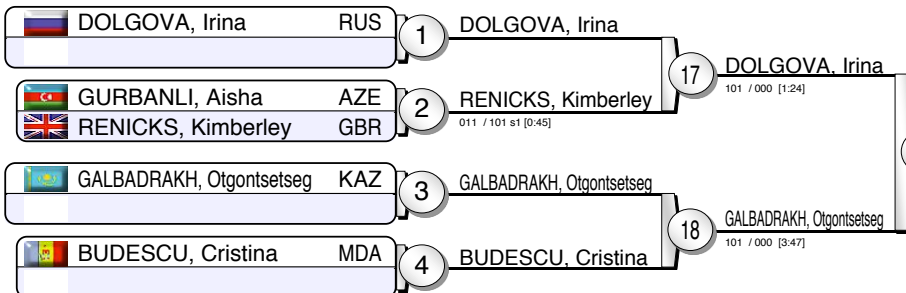 DOLGOVA, Irina RUS
1
DOLGOVA, Irina
GURBANLI, Aisha AZE
RENICKS, Kimberley GBR
2
RENICKS, Kimberley
011 / 101 s1 [0:45]
17
DOLGOVA, Irina
101 / 000 [1:24]
GALBADRAKH, Otgontsetseg KAZ
3
GALBADRAKH, Otgontsetseg
BUDESCU, Cristina MDA
4
BUDESCU, Cristina
18
GALBADRAKH, Otgontsetseg
101 / 000 [3:47]